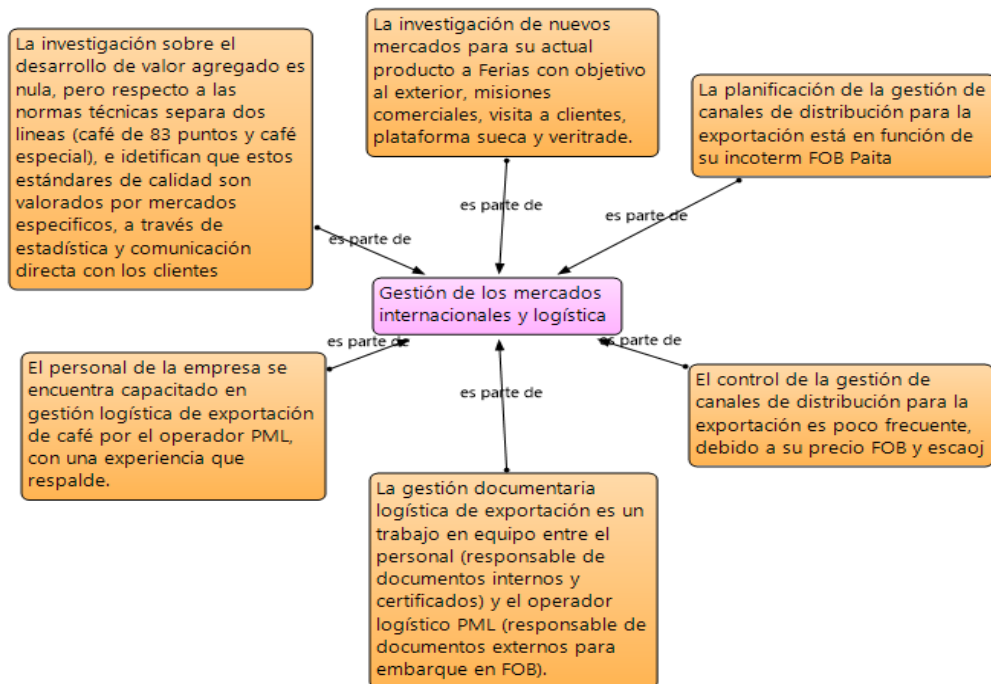 La investigación sobre el
desarrollo de valor agregado es
nula, pero respecto a las
normas técnicas separa dos
lineas (café de 83 puntos y café
especial), e idetifican que estos
estándares de calidad son
valorados por mercados
especificos, a través de
estadística y comunicación
directa con los clientes
La investigación de nuevos
mercados para su actual
producto a Ferias con objetivo
al exterior, misiones
comerciales, visita a clientes,
plataforma sueca y veritrade.
La planificación de la gestión de
canales de distribución para la
exportación está en función de
su incoterm FOB Paita
es parte de
es parte de
es parte de
Gestión de los mercados
internacionales y logística
es parte de
es parte de
es parte de
El personal de la empresa se
encuentra capacitado en
gestión logística de exportación
de café por el operador PML,
con una experiencia que
respalde.
La gestión documentaria
logística de exportación es un
trabajo en equipo entre el
personal (responsable de
documentos internos y
certificados) y el operador
logístico PML (responsable de
documentos externos para
embarque en FOB).
El control de la gestión de
canales de distribución para la
exportación es poco frecuente,
debido a su precio FOB y escaoj